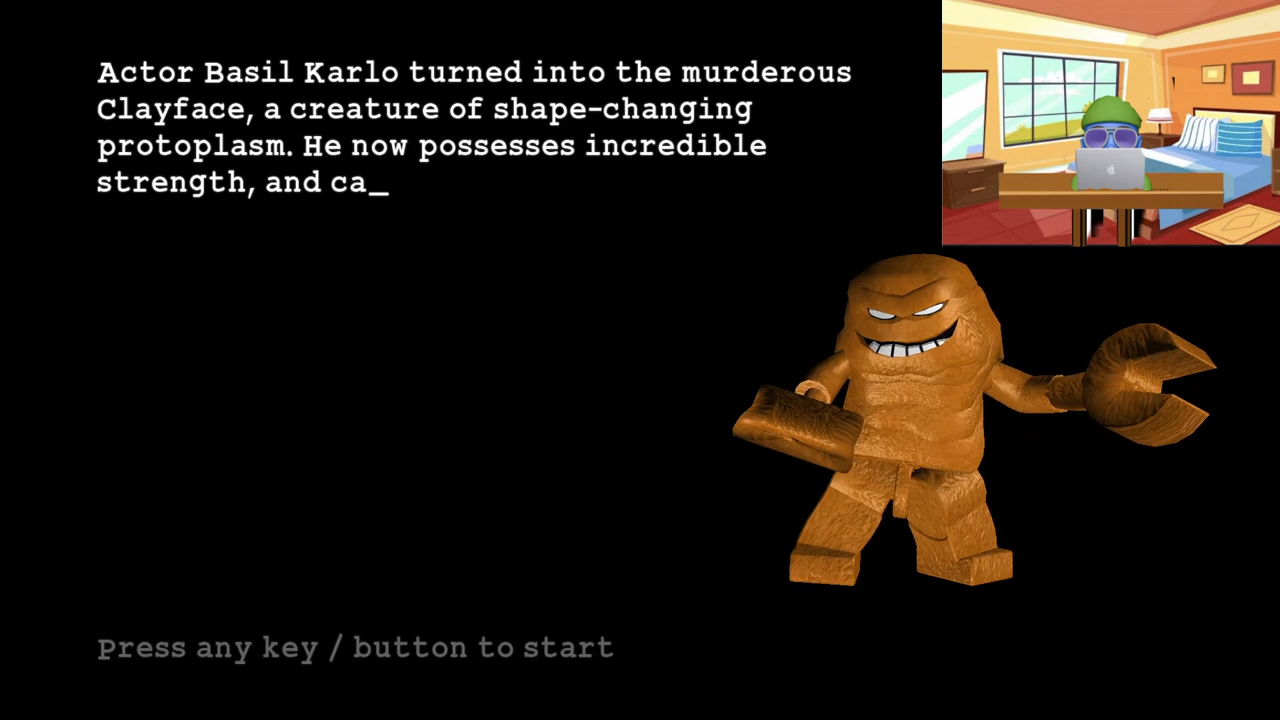 Actor Basil Karlo turned into the murderous
Clayface, a creature of shape-changing
protoplasm. He now possesses incredible
strength, and ca_
Press any key / button to start